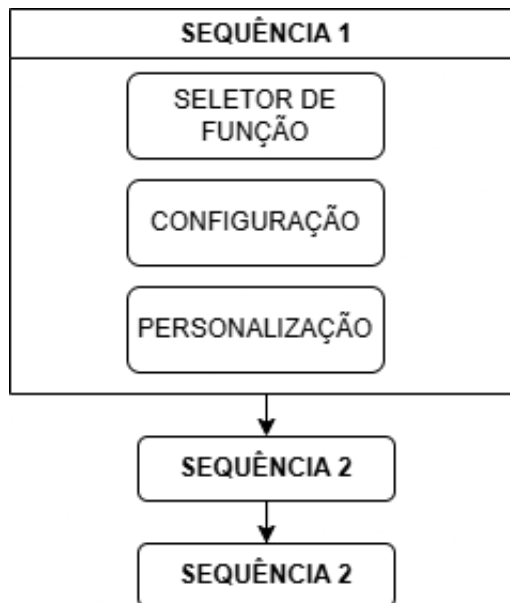 SEQUÊNCIA 1
SELETOR DE
FUNÇÃO
CONFIGURAÇÃO
PERSONALIZAÇÃO
SEQUÊNCIA 2
SEQUÊNCIA 2